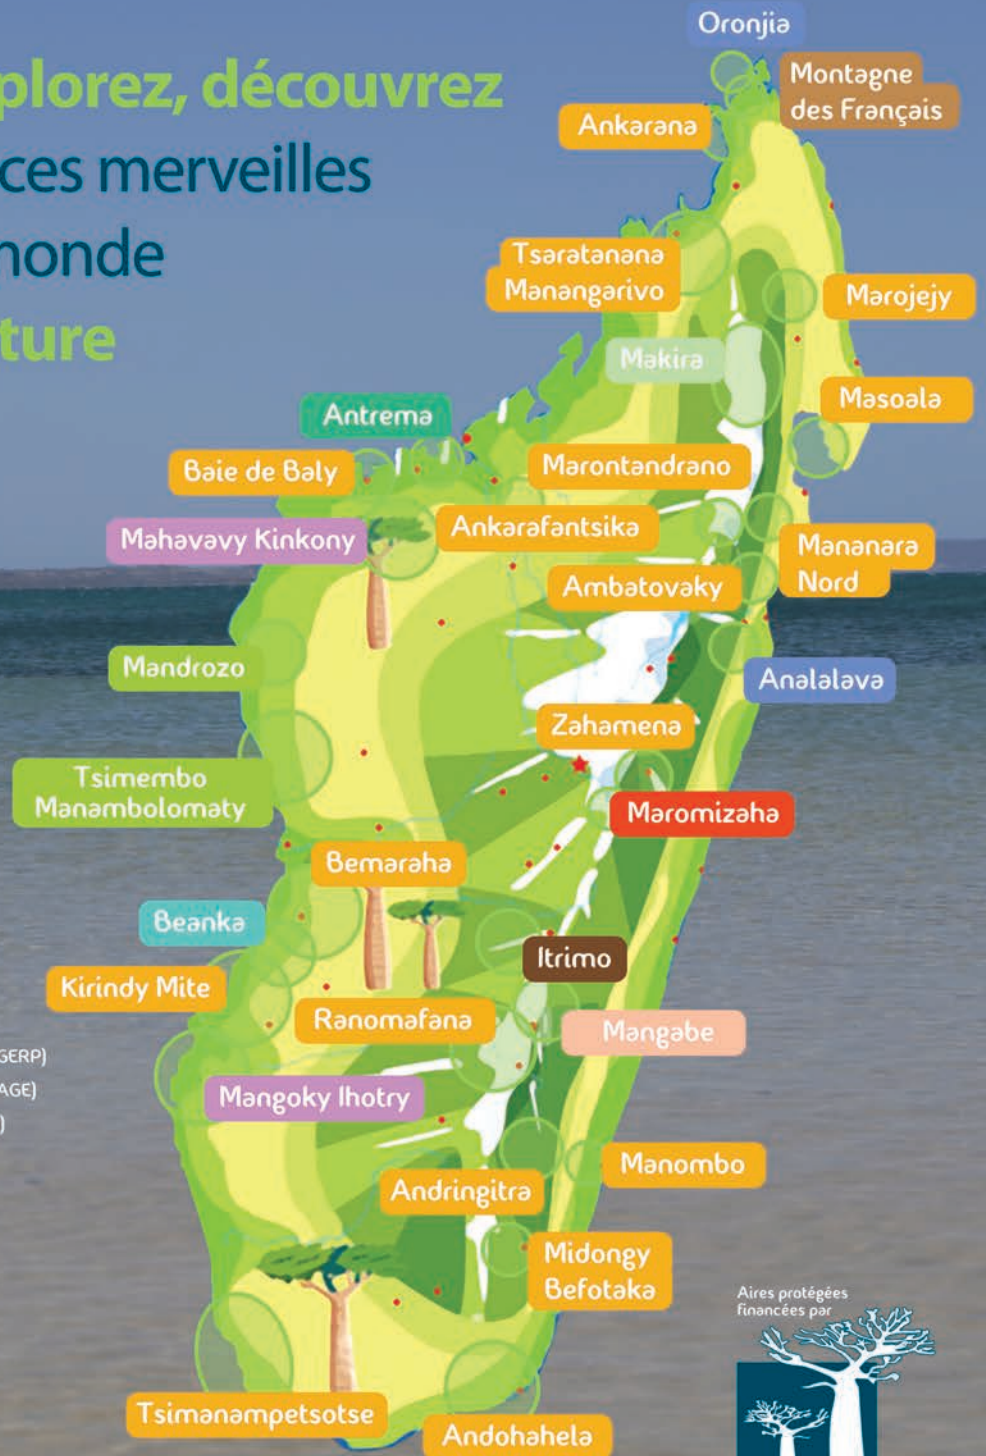 plorez, découvrez
ces merveilles
nonde
ture
Oronjia
Montagne
des Français
Ankarana
Tsaratanana
Manangarivo
Marojejy
Makira
Masoala
Antrema
Baie de Baly
Marontandrano
Mahavavy Kinkony
Ankarafantsika
Mananara
Nord
Ambatovaky
Mandrozo
Analalava
Zahamena
Tsimembo
Manambolomaty
Maromizaha
Bemaraha
Beanka
Itrimo
Kirindy Mite
Ranomafana
Mangabe
GERP)
AGE)
)
Mangoky Ihotry
Manombo
Andringitra
Midongy
Befotaka
Aires protégées
financées par
Tsimanampetsotse
Andohahela